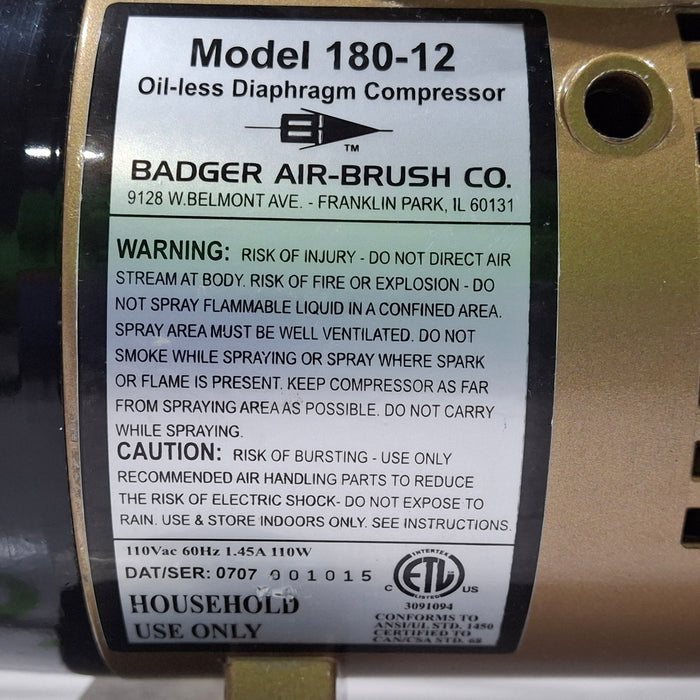 Model 180-12
Oil-less Diaphragm Compressor
TM
BADGER AIR-BRUSH CO.
9128 W.BELMONT AVE. - FRANKLIN PARK, IL 60131
WARNING: RISK OF INJURY - DO NOT DIRECT AIR
STREAM AT BODY. RISK OF FIRE OR EXPLOSION - DO
NOT SPRAY FLAMMABLE LIQUID IN A CONFINED AREA.
SPRAY AREA MUST BE WELL VENTILATED. DO NOT
SMOKE WHILE SPRAYING OR SPRAY WHERE SPARK
OR FLAME IS PRESENT. KEEP COMPRESSOR AS FAR
FROM SPRAYING AREA AS POSSIBLE. DO NOT CARRY
WHILE SPRAYING.
CAUTION: RISK OF BURSTING - USE ONLY
RECOMMENDED AIR HANDLING PARTS TO REDUCE
THE RISK OF ELECTRIC SHOCK- DO NOT EXPOSE TO
RAIN. USE & STORE INDOORS ONLY. SEE INSTRUCTIONS.
110Vac 60Hz 1.45A 110W
DAT/SER: 0707 001015
HOUSEHOLD
USE ONLY
INTERTEK
ETL
LISTED
C US
3091094
CONFORMS TO
ANSI/UL STD. 1450
CERTIFIED TO
CAN/CSA STD. 68